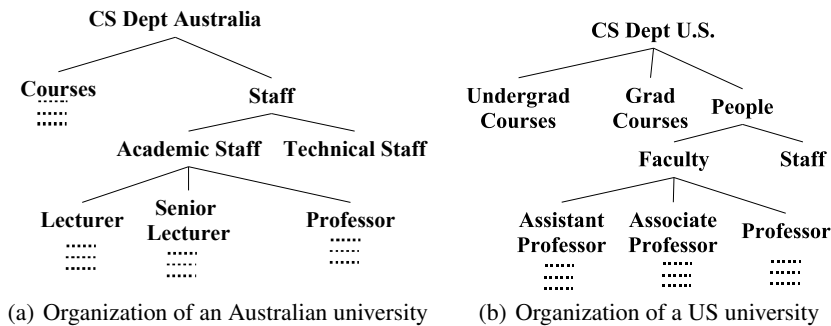 CS Dept Australia
Courses
Staff
Academic Staff
Technical Staff
Lecturer
Senior
Lecturer
Professor
(a) Organization of an Australian university
CS Dept U.S.
Undergrad
Courses
Grad
Courses
People
Faculty
Staff
Assistant
Professor
Associate
Professor
Professor
(b) Organization of a US university